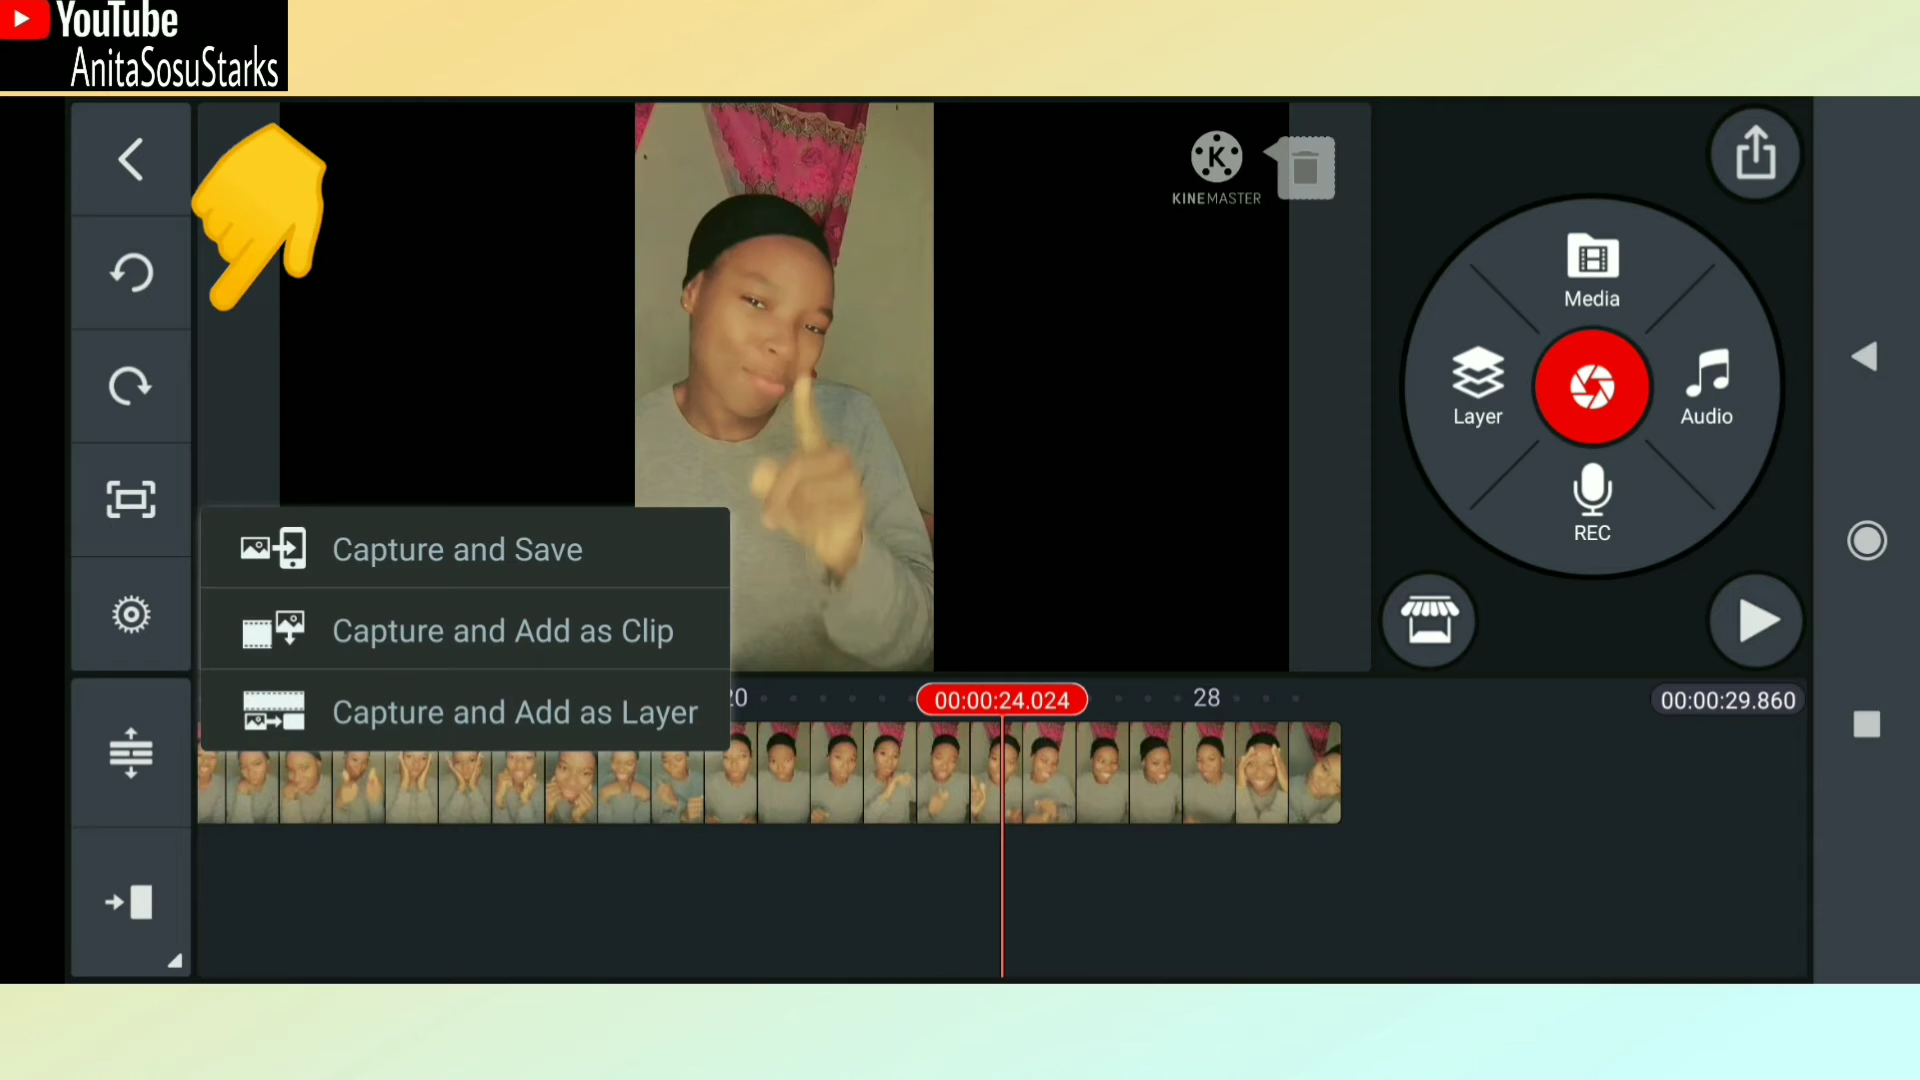 YouTube
AnitaSosuStarks
K
KINEMASTER
Media
Layer
Audio
REC
Capture and Save
Capture and Add as Clip
Capture and Add as Layer
20
00:00:24.024
28
00:00:29.860